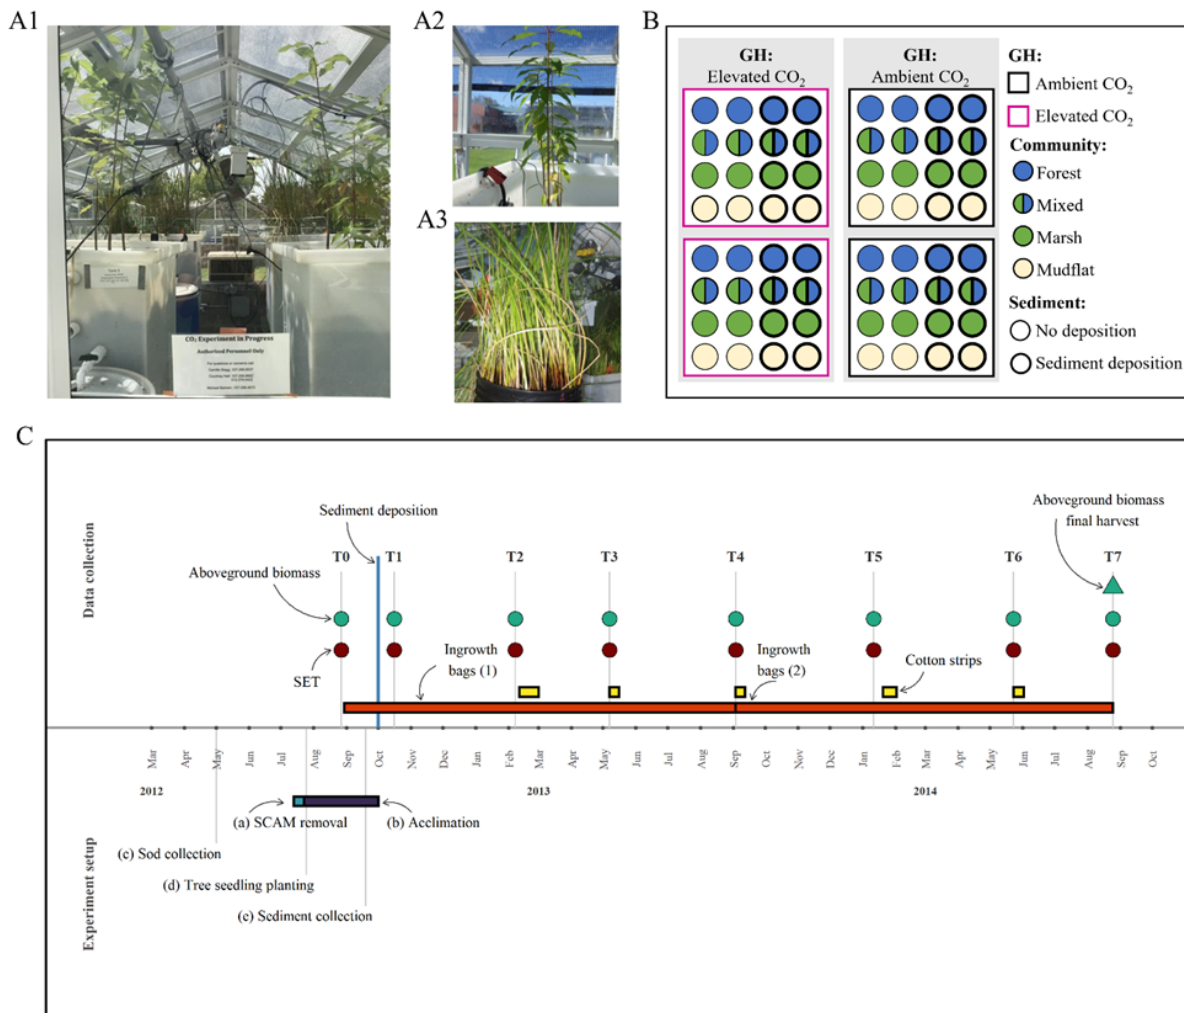 A1
A2
A3
B
CO₂ Experiment in Progress
Authorized Personnel Only
GH:
Elevated CO₂
GH:
Ambient CO₂
GH:
Ambient CO₂
Elevated CO₂
Community:
Forest
Mixed
Marsh
Mudflat
Sediment:
No deposition
Sediment deposition
C
Data collection
Experiment setup
Sediment deposition
Aboveground biomass
final harvest
T0
T1
T2
T3
T4
T5
T6
T7
Aboveground biomass
SET
Ingrowth
bags (1)
Ingrowth
bags (2)
Cotton strips
Mar
Apr
May
Jun
Jul
Aug
Sep
Oct
Nov
Dec
Jan
Feb
Mar
Apr
May
Jun
Jul
Aug
Sep
Oct
Nov
Dec
Jan
Feb
Mar
Apr
May
Jun
Jul
Aug
Sep
Oct
2012
2013
2014
(a) SCAM removal
(b) Acclimation
(c) Sod collection
(d) Tree seedling planting
(e) Sediment collection